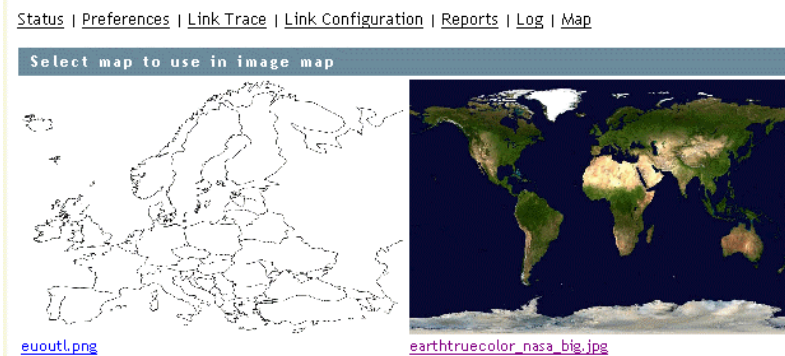 Status | Preferences | Link Trace | Link Configuration | Reports | Log | Map
Select map to use in image map
euoutl.png
earthtruecolor_nasa_big.jpg